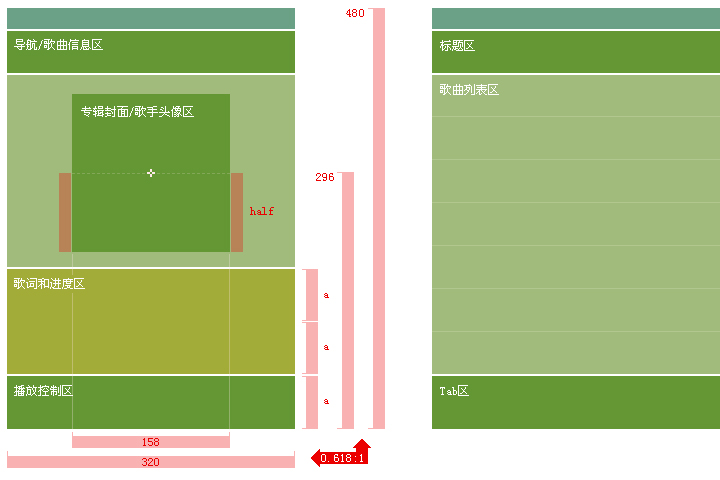 480
导航/歌曲信息区
标题区
歌曲列表区
专辑封面/歌手头像区
296
half
歌词和进度区
a
a
播放控制区
Tab区
a
158
0.618:1
320